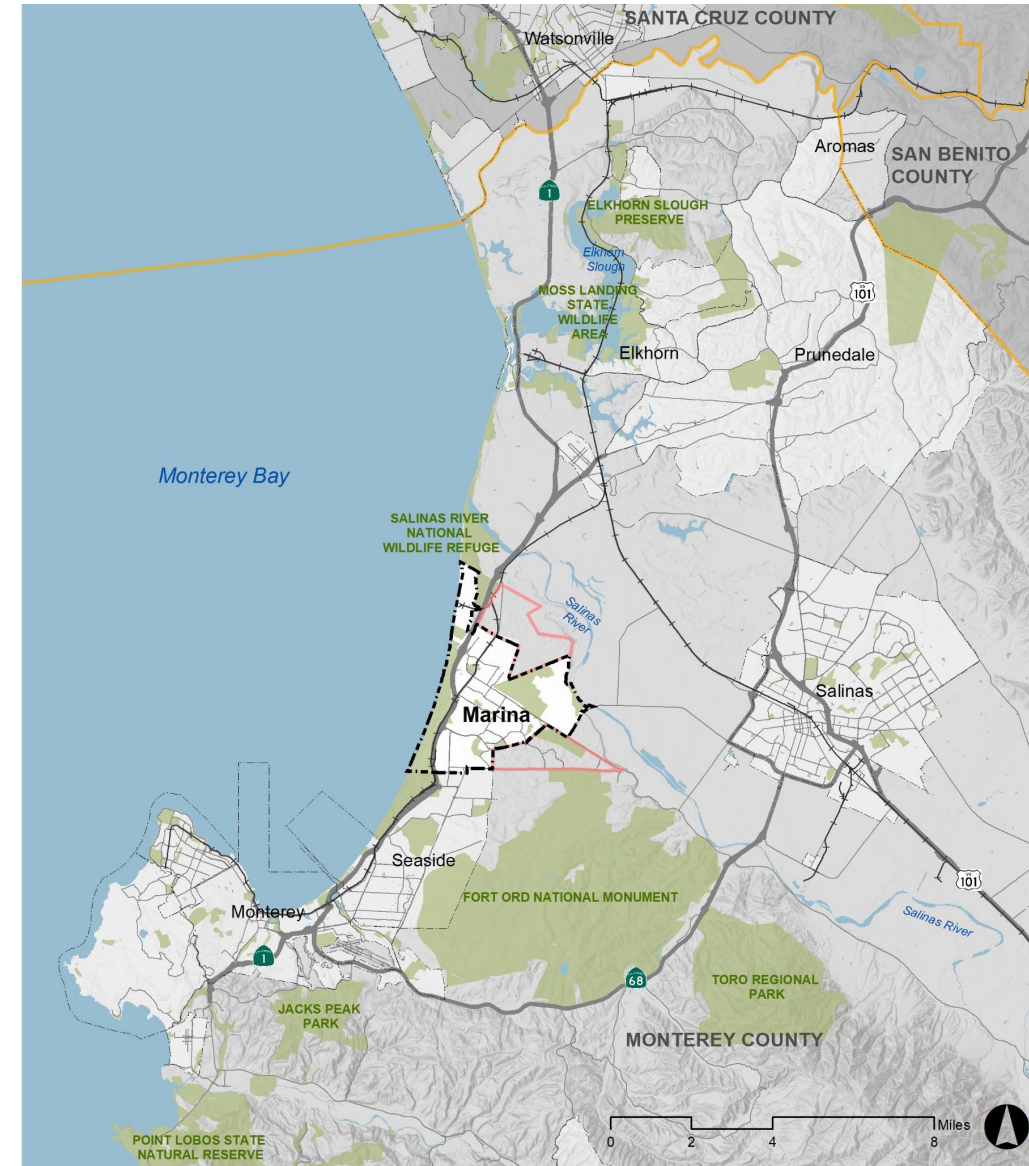 SANTA CRUZ COUNTY
Watsonville
Aromas
SAN BENITO
COUNTY
1
ELKHORN SLOUGH
PRESERVE
Elkhorn
Slough
MOSS LANDING
STATE
WILDLIFE
AREA
101
Elkhorn
Prunedale
Monterey Bay
SALINAS RIVER
NATIONAL
WILDLIFE REFUGE
Salinas
River
Salinas
Marina
Seaside
101
FORT ORD NATIONAL MONUMENT
Monterey
Salinas River
1
68
TORO REGIONAL
PARK
JACKS PEAK
PARK
MONTEREY COUNTY
Miles
0 2 4 8
POINT LOBOS STATE
NATURAL RESERVE